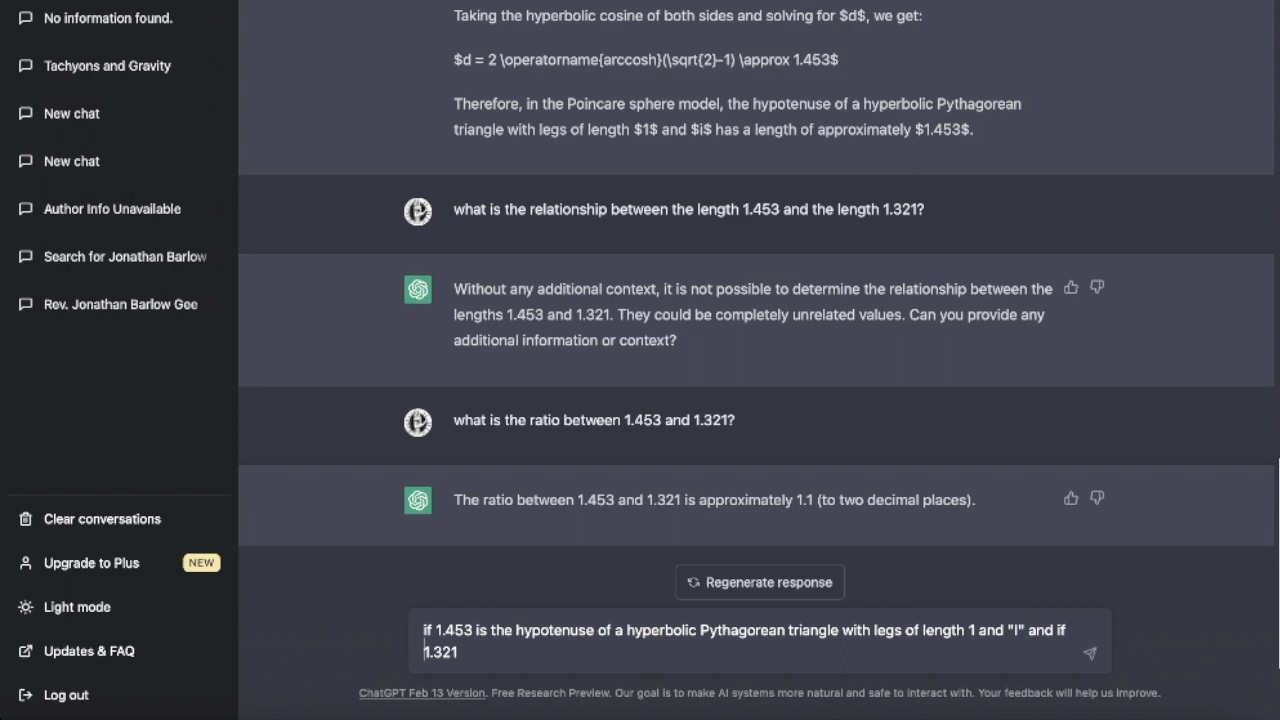 No information found.
Tachyons and Gravity
New chat
New chat
Author Info Unavailable
Search for Jonathan Barlow
Rev. Jonathan Barlow Gee
Clear conversations
Upgrade to Plus NEW
Light mode
Updates & FAQ
Log out
Taking the hyperbolic cosine of both sides and solving for $d$, we get:
$d = 2 \operatorname{arccosh}(\sqrt{2}-1) \approx 1.453$
Therefore, in the Poincare sphere model, the hypotenuse of a hyperbolic Pythagorean
triangle with legs of length $1$ and $i$ has a length of approximately $1.453$.
what is the relationship between the length 1.453 and the length 1.321?
Without any additional context, it is not possible to determine the relationship between the
lengths 1.453 and 1.321. They could be completely unrelated values. Can you provide any
additional information or context?
what is the ratio between 1.453 and 1.321?
The ratio between 1.453 and 1.321 is approximately 1.1 (to two decimal places).
Regenerate response
if 1.453 is the hypotenuse of a hyperbolic Pythagorean triangle with legs of length 1 and "I" and if
1.321
ChatGPT Feb 13 Version. Free Research Preview. Our goal is to make AI systems more natural and safe to interact with. Your feedback will help us improve.